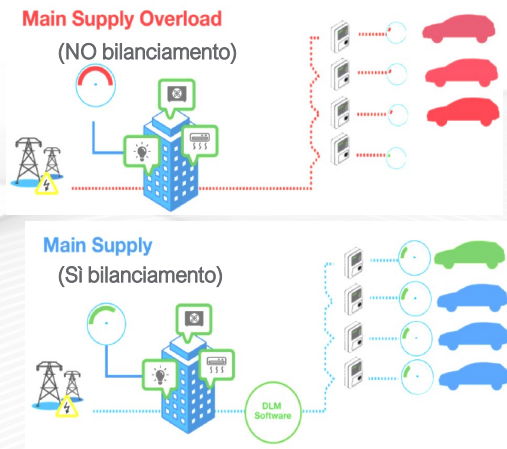 Main Supply Overload
(NO bilanciamento)
Main Supply
(Sì bilanciamento)
DLM
Software